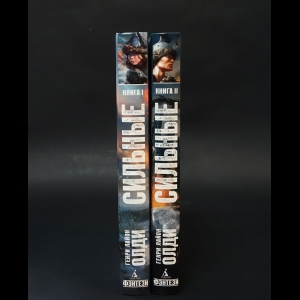 КНИГА I
СИЛЬНЫЕ
ГЕНРИ ЛАЙОН
ОЛДИ
ФЭНТЕЗИ
КНИГА II
СИЛЬНЫЕ
ГЕНРИ ЛАЙОН
ОЛДИ
ФЭНТЕЗИ